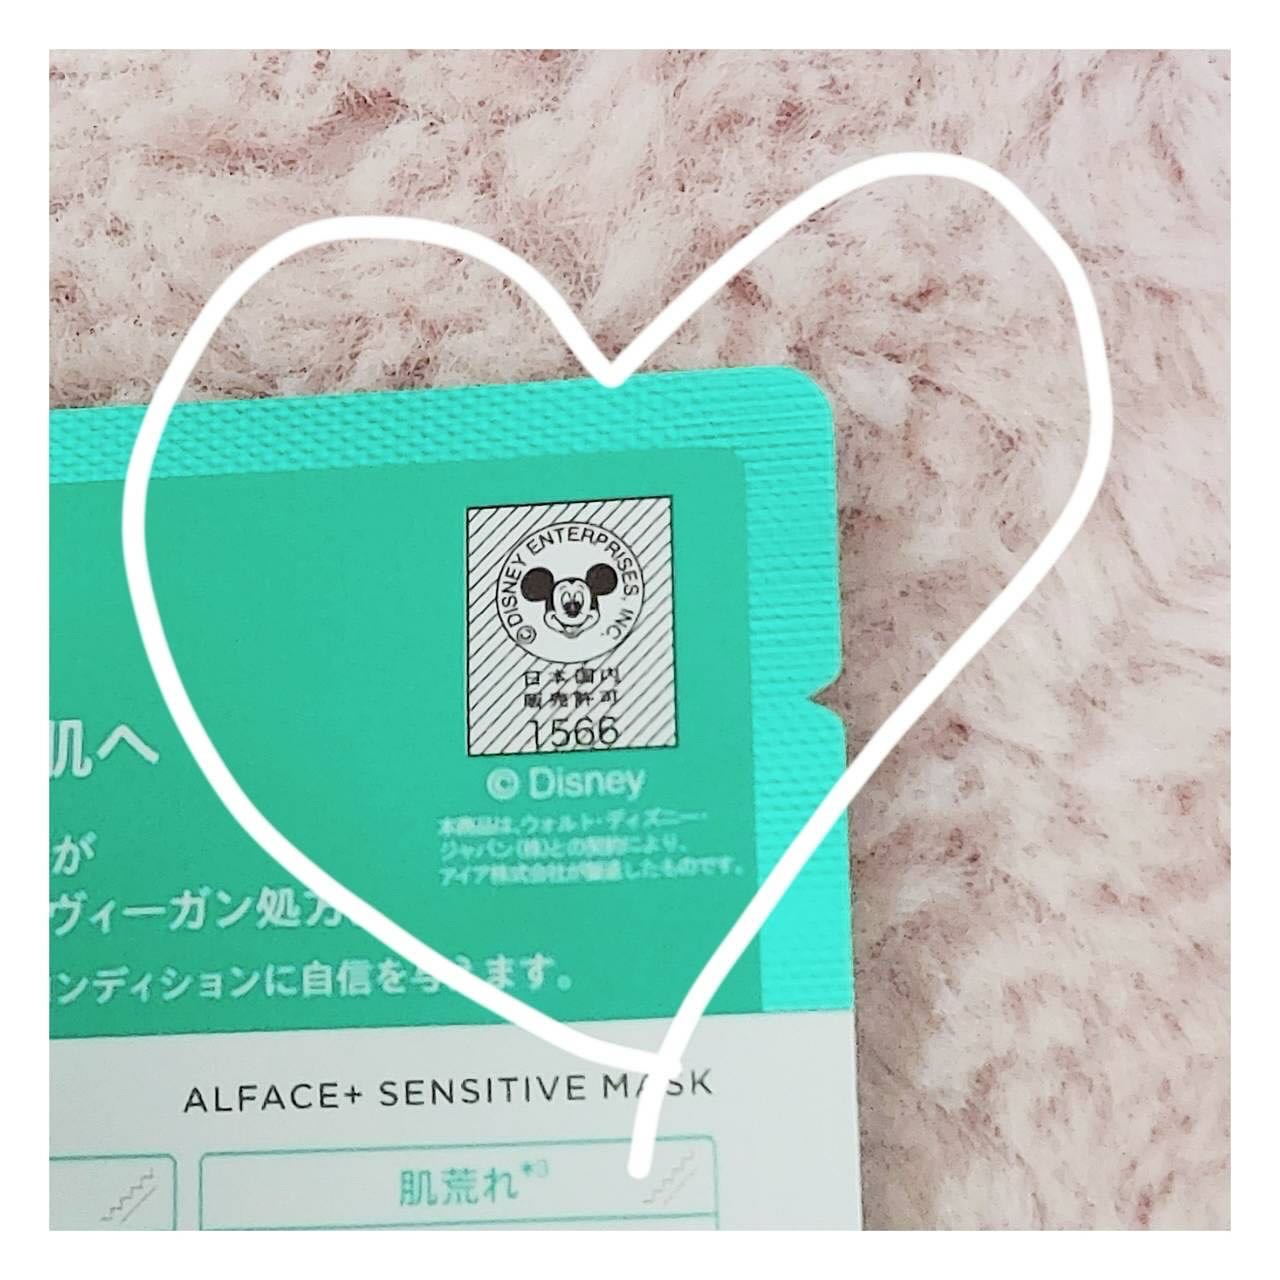 © DISNEY ENTERPRISES, INC.
日本国内
販売許可
1566
© Disney
本商品は、ウォルト・ディズニー・
ジャパン(株)との契約により、
アイア株式会社が製造したものです。
肌へ
が
ヴィーガン処方
ンディションに自信を与えます。
ALFACE+ SENSITIVE MASK
肌荒れ*3